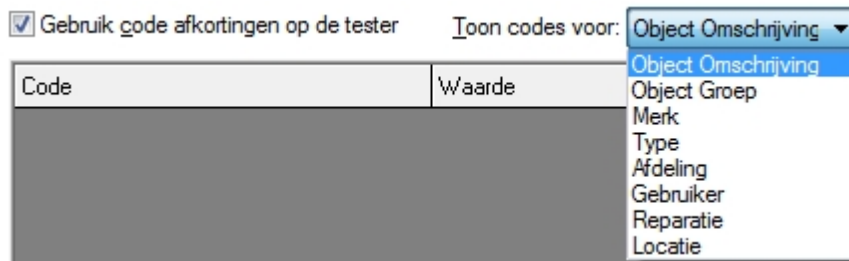 Gebruik code afkortingen op de tester Toon codes voor: Object Omschrijving
Code Waarde
Object Omschrijving
Object Groep
Merk
Type
Afdeling
Gebruiker
Reparatie
Locatie